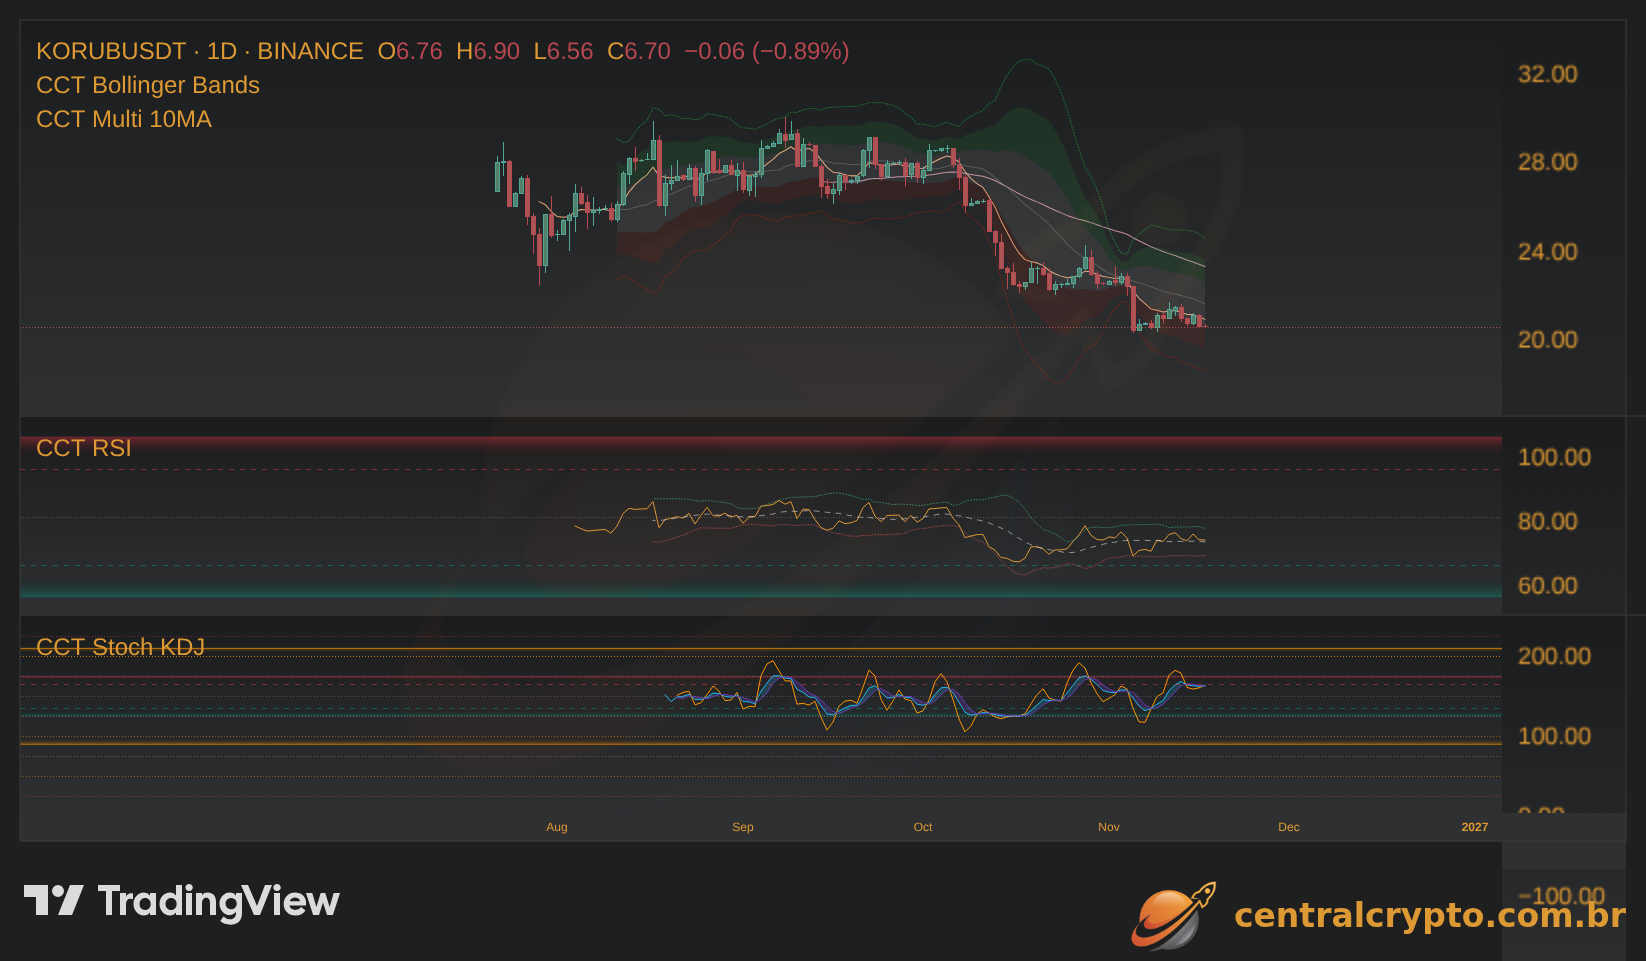 KORUBUSDT · 1D · BINANCE O6.76 H6.90 L6.56 C6.70 −0.06 (−0.89%)
CCT Bollinger Bands
CCT Multi 10MA
32.00
28.00
24.00
20.00
CCT RSI
100.00
80.00
60.00
CCT Stoch KDJ
200.00
100.00
Aug Sep Oct Nov Dec 2027
−100.00
TradingView
centralcrypto.com.br